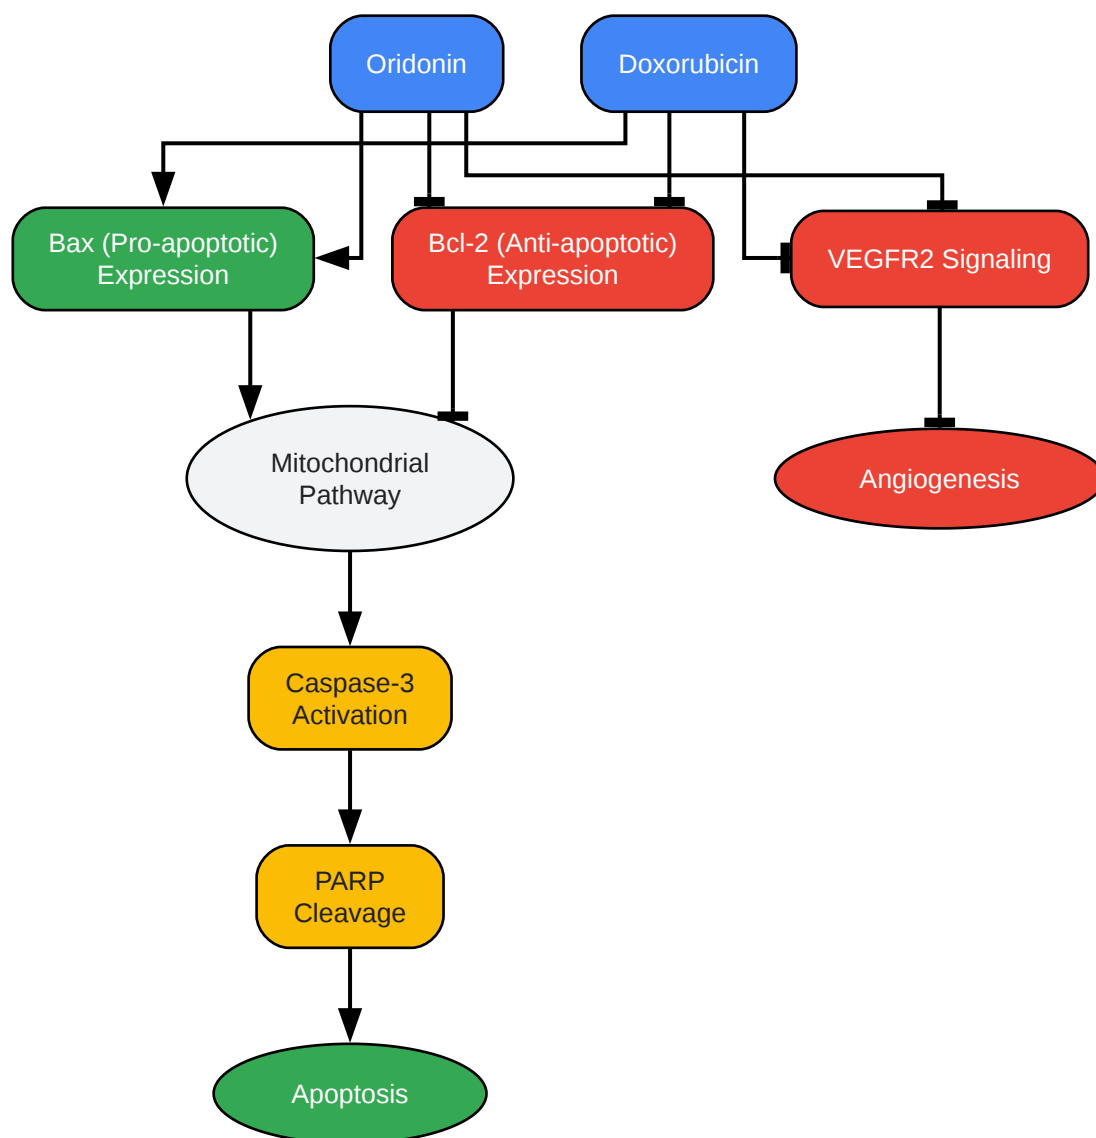 Oridonin
Doxorubicin
Bax (Pro-apoptotic)
Expression
Bcl-2 (Anti-apoptotic)
Expression
VEGFR2 Signaling
Mitochondrial
Pathway
Angiogenesis
Caspase-3
Activation
PARP
Cleavage
Apoptosis